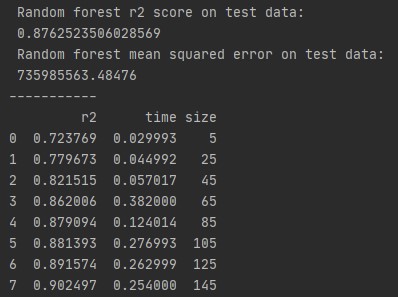 Random forest r2 score on test data:
0.8762523506028569
Random forest mean squared error on test data:
735985563.48476
-----------
r2 time size
0 0.723769 0.029993 5
1 0.779673 0.044992 25
2 0.821515 0.057017 45
3 0.862006 0.382000 65
4 0.879094 0.124014 85
5 0.881393 0.276993 105
6 0.891574 0.262999 125
7 0.902497 0.254000 145